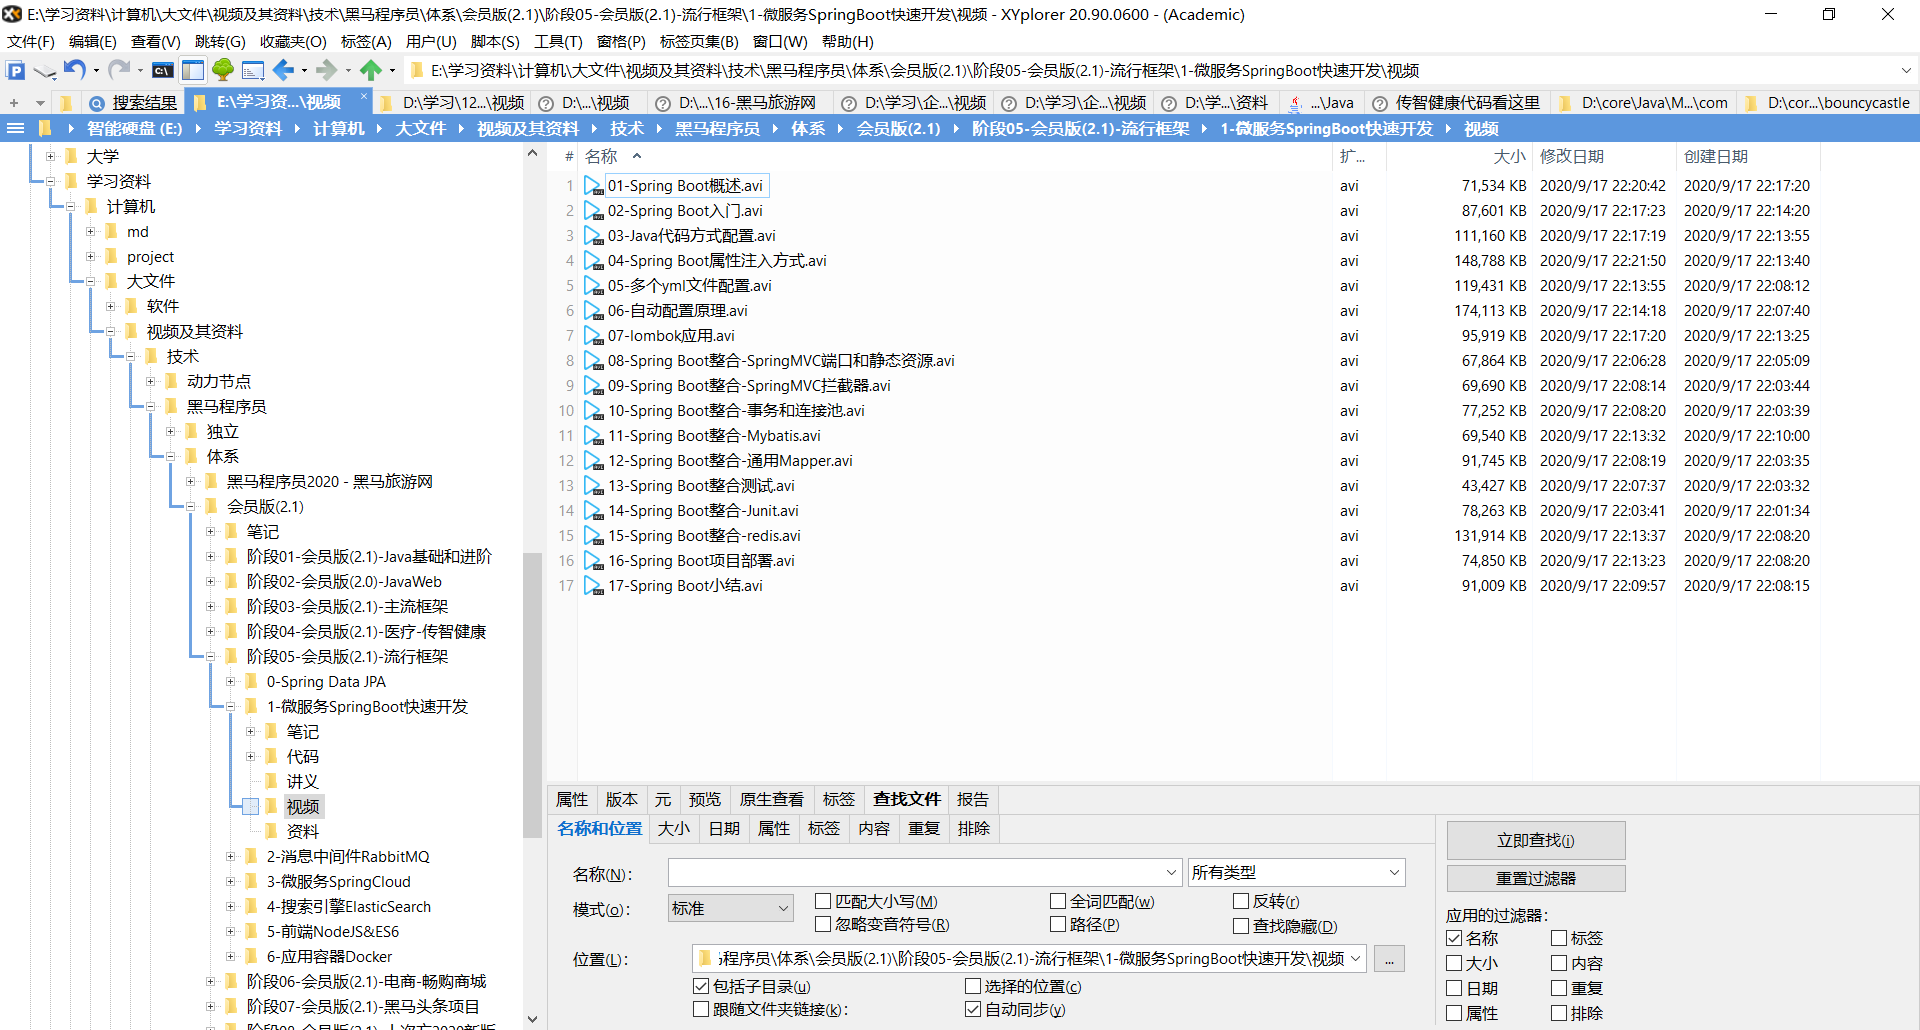 E:\学习资料\计算机\大文件\视频及其资料\技术\黑马程序员\体系\会员版(2.1)\阶段05-会员版(2.1)-流行框架\1-微服务SpringBoot快速开发\视频 - XYplorer 20.90.0600 - (Academic)
文件(F) 编辑(E) 查看(V) 跳转(G) 收藏夹(O) 标签(A) 用户(U) 脚本(S) 工具(T) 窗格(P) 标签页集(B) 窗口(W) 帮助(H)
E:\学习资料\计算机\大文件\视频及其资料\技术\黑马程序员\体系\会员版(2.1)\阶段05-会员版(2.1)-流行框架\1-微服务SpringBoot快速开发\视频
搜索结果 E:\学习资...\视频 D:\学习\12...\视频 D:\...\视频 D:\...\16-黑马旅游网 D:\学习\企...\视频 D:\学习\企...\视频 D:\学...\资料 ...\Java 传智健康代码看这里 D:\core\Java\M...\com D:\cor...\bouncycastle
智能硬盘 (E:) 学习资料 计算机 大文件 视频及其资料 技术 黑马程序员 体系 会员版(2.1) 阶段05-会员版(2.1)-流行框架 1-微服务SpringBoot快速开发 视频
大学
学习资料
计算机
md
project
大文件
软件
视频及其资料
技术
动力节点
黑马程序员
独立
体系
黑马程序员2020 - 黑马旅游网
会员版(2.1)
笔记
阶段01-会员版(2.1)-Java基础和进阶
阶段02-会员版(2.0)-JavaWeb
阶段03-会员版(2.1)-主流框架
阶段04-会员版(2.1)-医疗-传智健康
阶段05-会员版(2.1)-流行框架
0-Spring Data JPA
1-微服务SpringBoot快速开发
笔记
代码
讲义
视频
资料
2-消息中间件RabbitMQ
3-微服务SpringCloud
4-搜索引擎ElasticSearch
5-前端NodeJS&ES6
6-应用容器Docker
阶段06-会员版(2.1)-电商-畅购商城
阶段07-会员版(2.1)-黑马头条项目
# 名称 扩... 大小 修改日期 创建日期
1 01-Spring Boot概述.avi avi 71,534 KB 2020/9/17 22:20:42 2020/9/17 22:17:20
2 02-Spring Boot入门.avi avi 87,601 KB 2020/9/17 22:17:23 2020/9/17 22:14:20
3 03-Java代码方式配置.avi avi 111,160 KB 2020/9/17 22:17:19 2020/9/17 22:13:55
4 04-Spring Boot属性注入方式.avi avi 148,788 KB 2020/9/17 22:21:50 2020/9/17 22:13:40
5 05-多个yml文件配置.avi avi 119,431 KB 2020/9/17 22:13:55 2020/9/17 22:08:12
6 06-自动配置原理.avi avi 174,113 KB 2020/9/17 22:14:18 2020/9/17 22:07:40
7 07-lombok应用.avi avi 95,919 KB 2020/9/17 22:17:20 2020/9/17 22:13:25
8 08-Spring Boot整合-SpringMVC端口和静态资源.avi avi 67,864 KB 2020/9/17 22:06:28 2020/9/17 22:05:09
9 09-Spring Boot整合-SpringMVC拦截器.avi avi 69,690 KB 2020/9/17 22:08:14 2020/9/17 22:03:44
10 10-Spring Boot整合-事务和连接池.avi avi 77,252 KB 2020/9/17 22:08:20 2020/9/17 22:03:39
11 11-Spring Boot整合-Mybatis.avi avi 69,540 KB 2020/9/17 22:13:32 2020/9/17 22:10:00
12 12-Spring Boot整合-通用Mapper.avi avi 91,745 KB 2020/9/17 22:08:19 2020/9/17 22:03:35
13 13-Spring Boot整合测试.avi avi 43,427 KB 2020/9/17 22:07:37 2020/9/17 22:03:32
14 14-Spring Boot整合-Junit.avi avi 78,263 KB 2020/9/17 22:03:41 2020/9/17 22:01:34
15 15-Spring Boot整合-redis.avi avi 131,914 KB 2020/9/17 22:13:37 2020/9/17 22:08:20
16 16-Spring Boot项目部署.avi avi 74,850 KB 2020/9/17 22:13:23 2020/9/17 22:08:20
17 17-Spring Boot小结.avi avi 91,009 KB 2020/9/17 22:09:57 2020/9/17 22:08:15
属性 版本 元 预览 原生查看 标签 查找文件 报告
名称和位置 大小 日期 属性 标签 内容 重复 排除
名称(N): 所有类型
模式(o): 标准 匹配大小写(M) 全词匹配(w) 反转(r)
忽略变音符号(R) 路径(P) 查找隐藏(D)
位置(L): 程序员\体系\会员版(2.1)\阶段05-会员版(2.1)-流行框架\1-微服务SpringBoot快速开发\视频 ...
包括子目录(u) 选择的位置(c)
跟随文件夹链接(k): 自动同步(y)
立即查找(i)
重置过滤器
应用的过滤器:
名称 标签
大小 内容
日期 重复
属性 排除